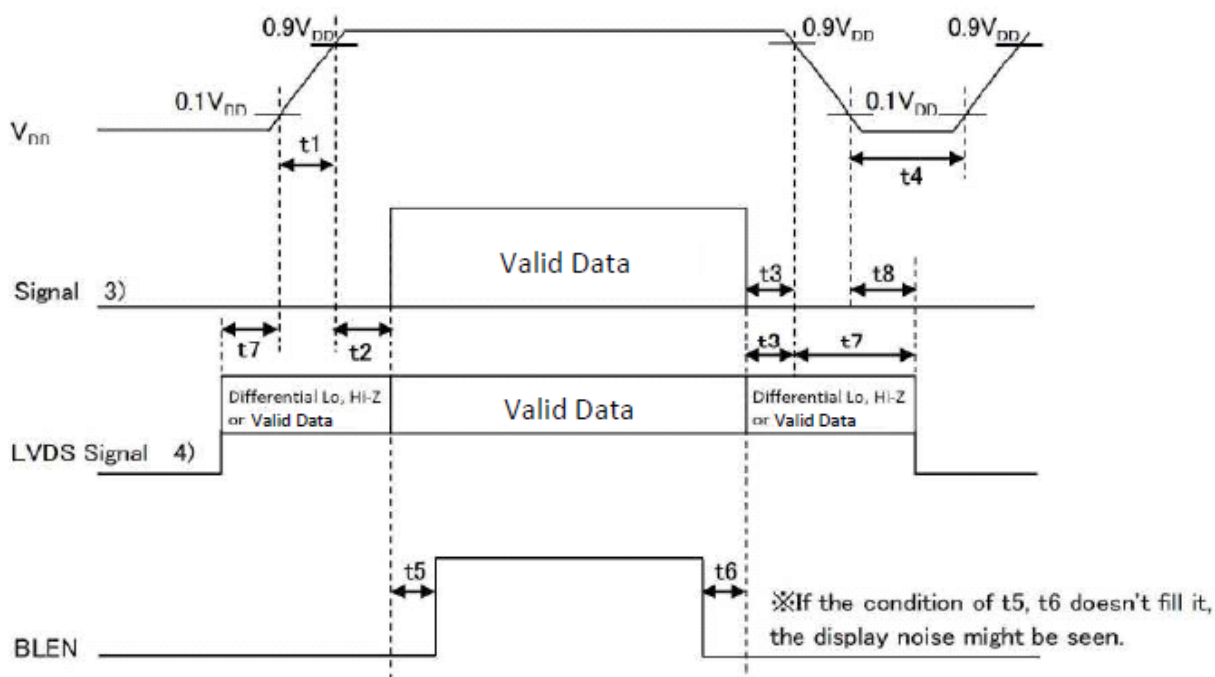 0.9VDD 0.9VDD 0.9VDD
0.1VDD 0.1VDD
VDD
t1
t4
Valid Data
t3 t8
Signal 3)
t7 t2 t3 t7
Differential Lo, Hi-Z
or Valid Data
Valid Data
Differential Lo, Hi-Z
or Valid Data
LVDS Signal 4)
t5 t6
※If the condition of t5, t6 doesn't fill it,
the display noise might be seen.
BLEN